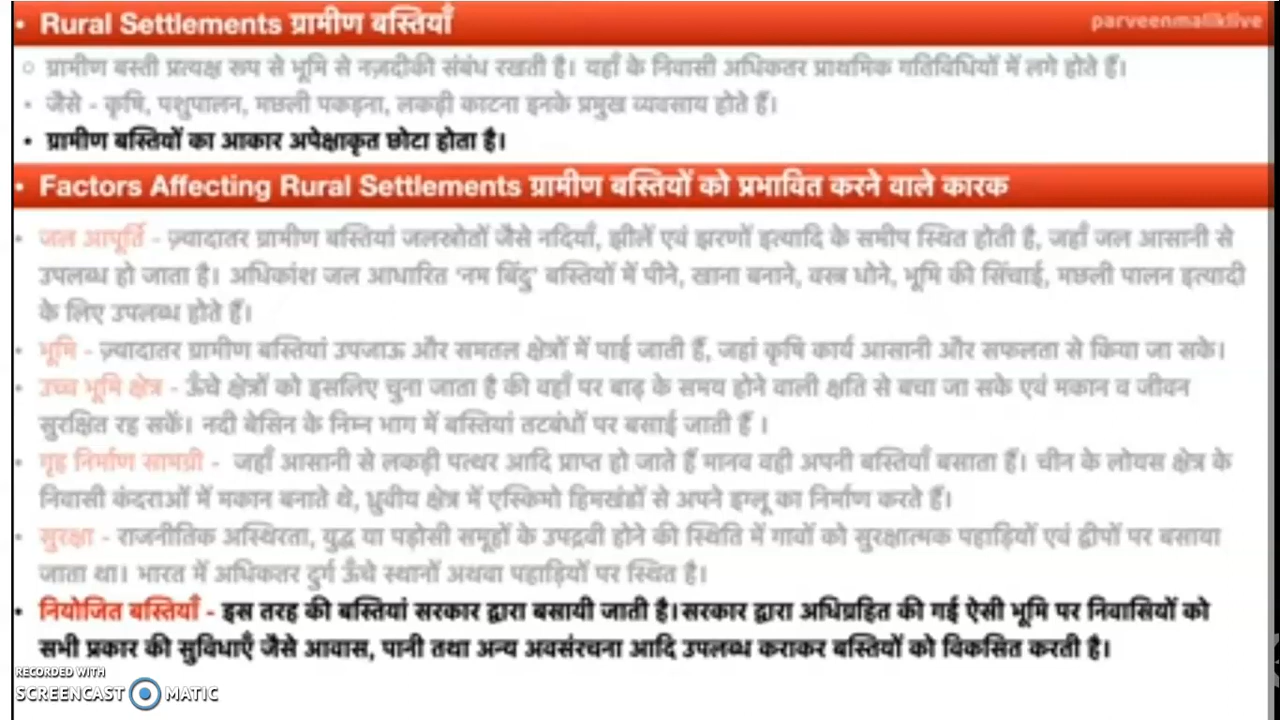 • Rural Settlements ग्रामीण बस्तियाँ parveenmaliklive
○ ग्रामीण बस्ती प्रत्यक्ष रूप से भूमि से नज़दीकी संबंध रखती है। यहाँ के निवासी अधिकतर प्राथमिक गतिविधियों में लगे होते हैं।
• जैसे - कृषि, पशुपालन, मछली पकड़ना, लकड़ी काटना इनके प्रमुख व्यवसाय होते हैं।
• ग्रामीण बस्तियों का आकार अपेक्षाकृत छोटा होता है।
• Factors Affecting Rural Settlements ग्रामीण बस्तियों को प्रभावित करने वाले कारक
• जल आपूर्ति - ज़्यादातर ग्रामीण बस्तियां जलस्रोतों जैसे नदियाँ, झीलें एवं झरणों इत्यादि के समीप स्थित होती है, जहाँ जल आसानी से
उपलब्ध हो जाता है। अधिकांश जल आधारित 'नम बिंदु' बस्तियों में पीने, खाना बनाने, वस्त्र धोने, भूमि की सिंचाई, मछली पालन इत्यादी
के लिए उपलब्ध होते हैं।
• भूमि - ज़्यादातर ग्रामीण बस्तियां उपजाऊ और समतल क्षेत्रों में पाई जाती हैं, जहां कृषि कार्य आसानी और सफलता से किया जा सके।
• उच्च भूमि क्षेत्र - ऊँचे क्षेत्रों को इसलिए चुना जाता है की वहाँ पर बाढ़ के समय होने वाली क्षति से बचा जा सके एवं मकान व जीवन
सुरक्षित रह सकें। नदी बेसिन के निम्न भाग में बस्तियां तटबंधों पर बसाई जाती हैं ।
• गृह निर्माण सामग्री - जहाँ आसानी से लकड़ी पत्थर आदि प्राप्त हो जाते हैं मानव वही अपनी बस्तियाँ बसाता हैं। चीन के लोयस क्षेत्र के
निवासी कंदराओं में मकान बनाते थे, ध्रुवीय क्षेत्र में एस्किमो हिमखंडों से अपने इग्लू का निर्माण करते हैं।
• सुरक्षा - राजनीतिक अस्थिरता, युद्ध या पड़ोसी समूहों के उपद्रवी होने की स्थिति में गावों को सुरक्षात्मक पहाड़ियों एवं द्वीपों पर बसाया
जाता था। भारत में अधिकतर दुर्ग ऊँचे स्थानों अथवा पहाड़ियों पर स्थित है।
• नियोजित बस्तियाँ - इस तरह की बस्तियां सरकार द्वारा बसायी जाती है। सरकार द्वारा अधिग्रहित की गई ऐसी भूमि पर निवासियों को
सभी प्रकार की सुविधाएँ जैसे आवास, पानी तथा अन्य अवसंरचना आदि उपलब्ध कराकर बस्तियों को विकसित करती है।
RECORDED WITH
SCREENCAST MATIC